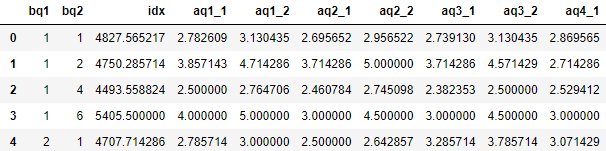 bq1 bq2 idx aq1_1 aq1_2 aq2_1 aq2_2 aq3_1 aq3_2 aq4_1
0 1 1 4827.565217 2.782609 3.130435 2.695652 2.956522 2.739130 3.130435 2.869565
1 1 2 4750.285714 3.857143 4.714286 3.714286 5.000000 3.714286 4.571429 2.714286
2 1 4 4493.558824 2.500000 2.764706 2.460784 2.745098 2.382353 2.500000 2.529412
3 1 6 5405.500000 4.000000 5.000000 3.000000 4.500000 3.000000 4.500000 3.000000
4 2 1 4707.714286 2.785714 3.000000 2.500000 2.642857 3.285714 3.785714 3.071429